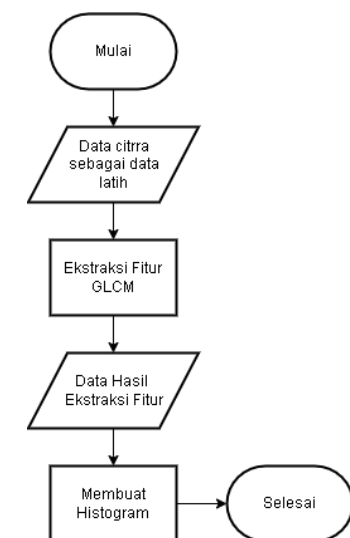 Mulai
Data citrra
sebagai data
latih
Ekstraksi Fitur
GLCM
Data Hasil
Ekstraksi Fitur
Membuat
Histogram
Selesai